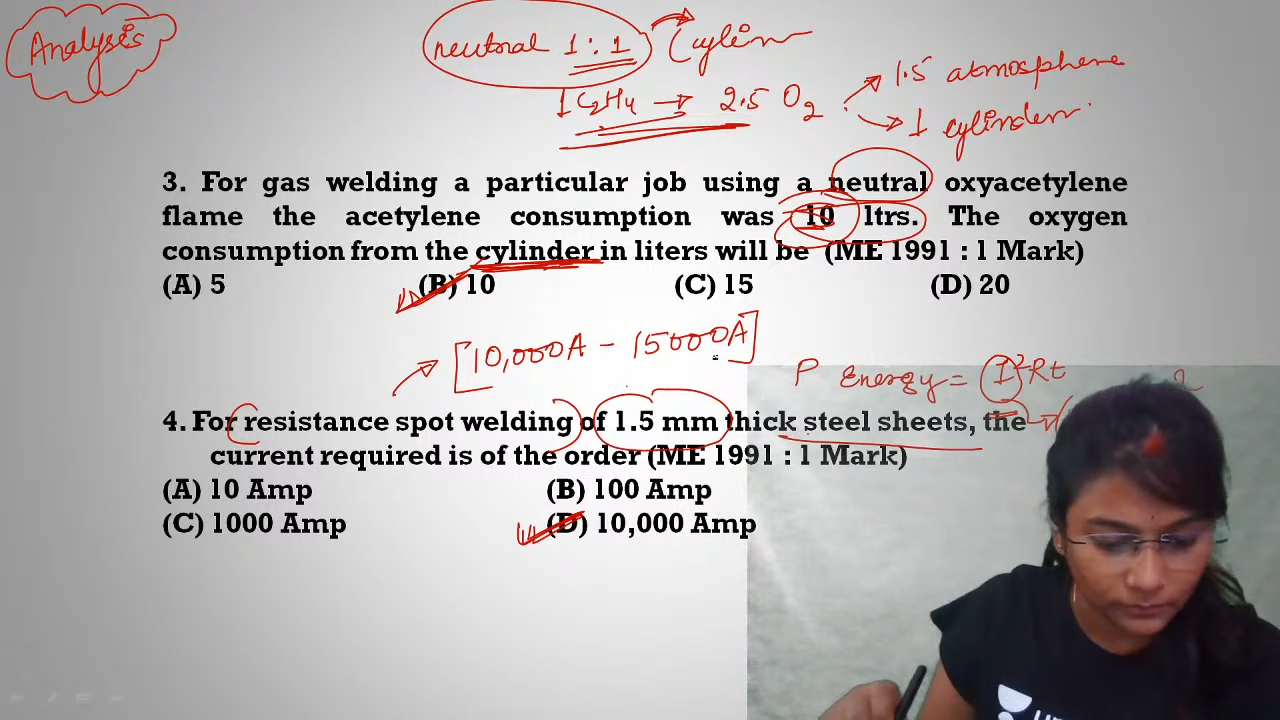 Analysis
neutral 1:1
Cylin
1 C2H4 → 2.5 O2
1.5 atmosphere
1 cylinder
3. For gas welding a particular job using a neutral oxyacetylene
flame the acetylene consumption was 10 ltrs. The oxygen
consumption from the cylinder in liters will be (ME 1991 : 1 Mark)
(A) 5 (B) 10 (C) 15 (D) 20
[10,000A - 15000A]
P Energy = I²Rt
4. For resistance spot welding of 1.5 mm thick steel sheets, the
current required is of the order (ME 1991 : 1 Mark)
(A) 10 Amp (B) 100 Amp
(C) 1000 Amp (D) 10,000 Amp